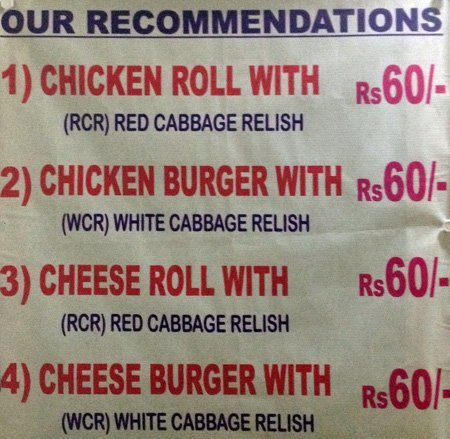 OUR RECOMMENDATIONS
1) CHICKEN ROLL WITH Rs60/-
(RCR) RED CABBAGE RELISH
2) CHICKEN BURGER WITH Rs60/-
(WCR) WHITE CABBAGE RELISH
3) CHEESE ROLL WITH Rs60/-
(RCR) RED CABBAGE RELISH
4) CHEESE BURGER WITH Rs60/-
(WCR) WHITE CABBAGE RELISH